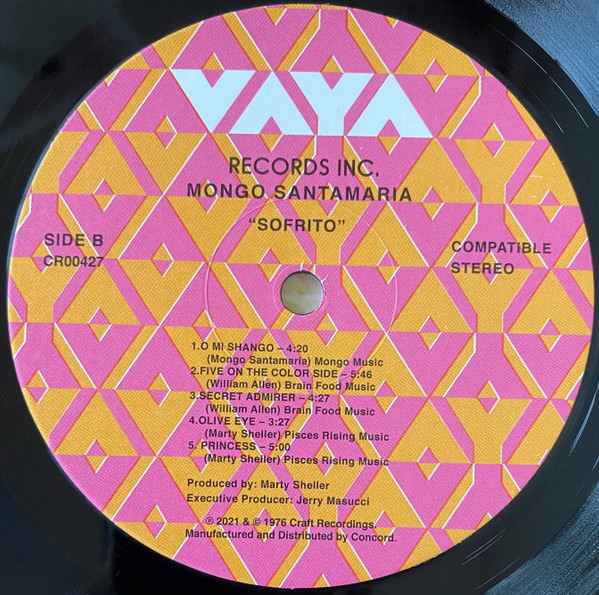 VAYA
RECORDS INC.
MONGO SANTAMARIA
"SOFRITO"
SIDE B
CR00427
COMPATIBLE
STEREO
1.O MI SHANGO – 4:20
(Mongo Santamaria) Mongo Music
2.FIVE ON THE COLOR SIDE – 5:46
(William Allen) Brain Food Music
3.SECRET ADMIRER – 4:27
(William Allen) Brain Food Music
4.OLIVE EYE – 3:27
(Marty Sheller) Pisces Rising Music
5. PRINCESS – 5:00
(Marty Sheller) Pisces Rising Music
Produced by: Marty Sheller
Executive Producer: Jerry Masucci
℗ 2021 & © 1976 Craft Recordings.
Manufactured and Distributed by Concord.